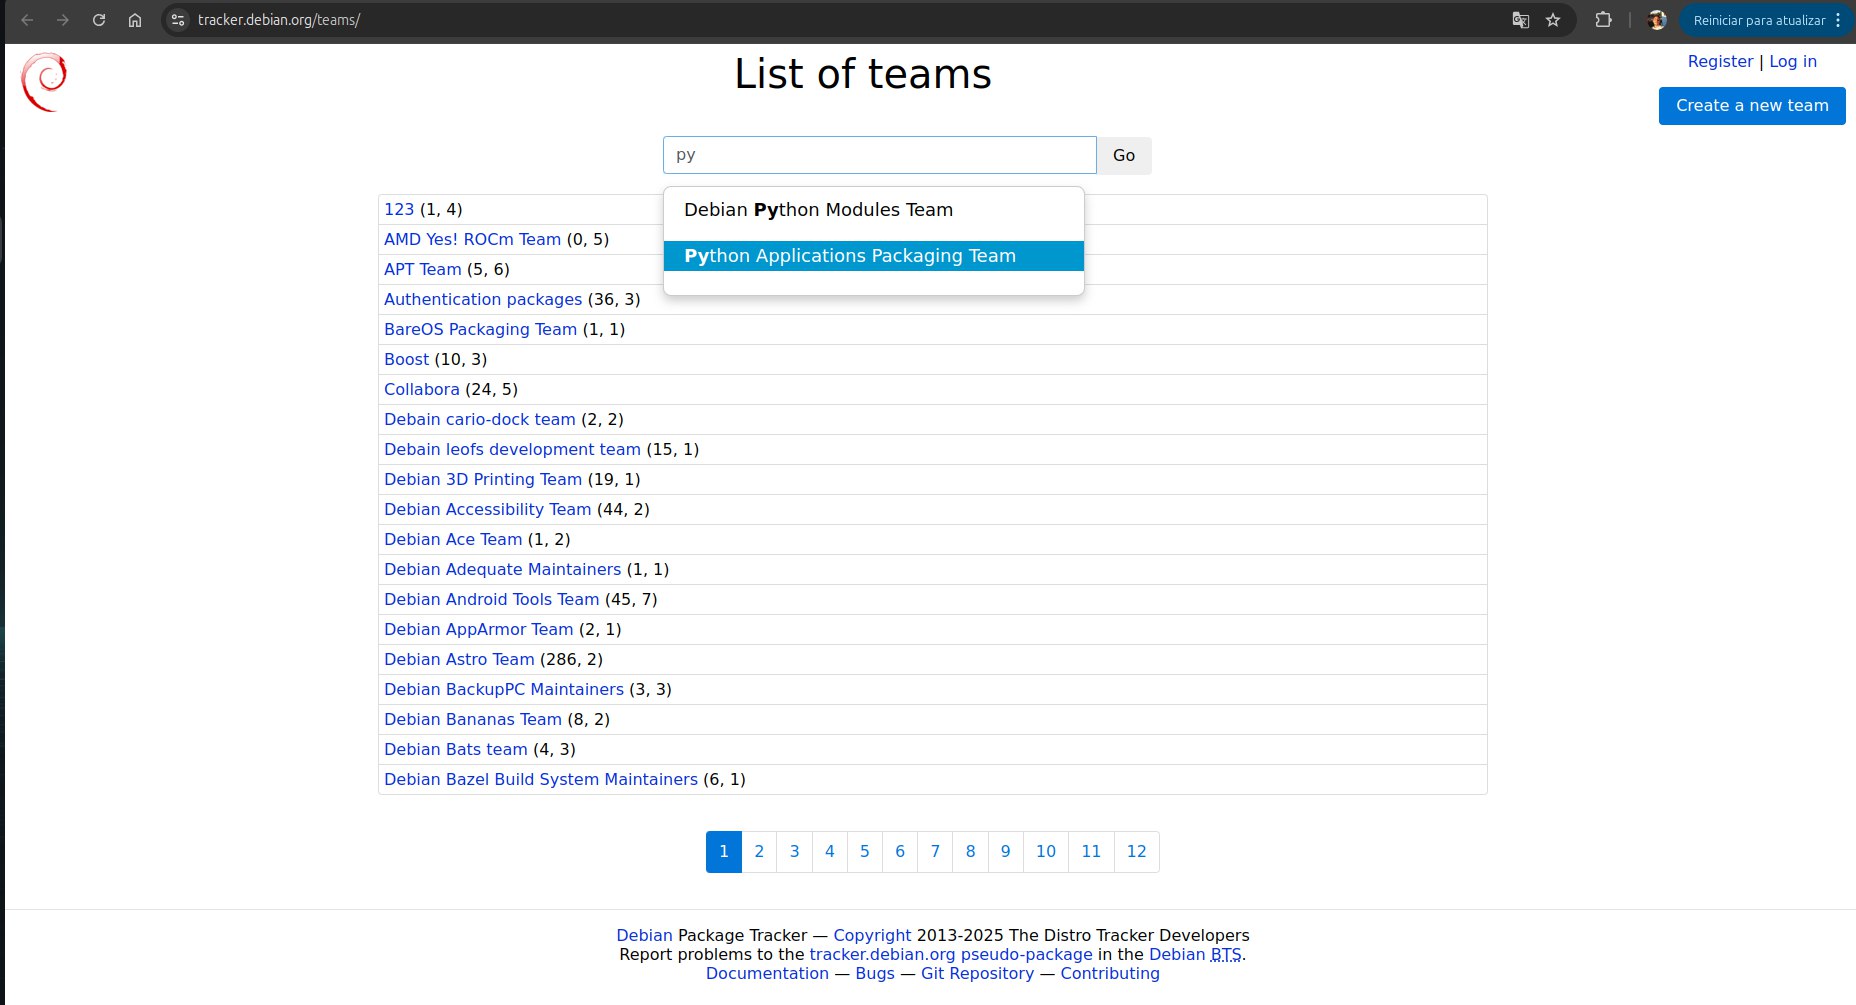 tracker.debian.org/teams/
Reiniciar para atualizar
List of teams
Register | Log in
Create a new team
py
Go
Debian Python Modules Team
Python Applications Packaging Team
123 (1, 4)
AMD Yes! ROCm Team (0, 5)
APT Team (5, 6)
Authentication packages (36, 3)
BareOS Packaging Team (1, 1)
Boost (10, 3)
Collabora (24, 5)
Debain cario-dock team (2, 2)
Debain leofs development team (15, 1)
Debian 3D Printing Team (19, 1)
Debian Accessibility Team (44, 2)
Debian Ace Team (1, 2)
Debian Adequate Maintainers (1, 1)
Debian Android Tools Team (45, 7)
Debian AppArmor Team (2, 1)
Debian Astro Team (286, 2)
Debian BackupPC Maintainers (3, 3)
Debian Bananas Team (8, 2)
Debian Bats team (4, 3)
Debian Bazel Build System Maintainers (6, 1)
1 2 3 4 5 6 7 8 9 10 11 12
Debian Package Tracker — Copyright 2013-2025 The Distro Tracker Developers
Report problems to the tracker.debian.org pseudo-package in the Debian BTS.
Documentation — Bugs — Git Repository — Contributing